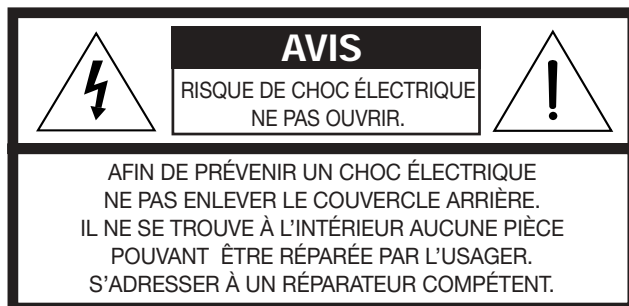 AVIS
RISQUE DE CHOC ÉLECTRIQUE
NE PAS OUVRIR.
AFIN DE PRÉVENIR UN CHOC ÉLECTRIQUE
NE PAS ENLEVER LE COUVERCLE ARRIÈRE.
IL NE SE TROUVE À L’INTÉRIEUR AUCUNE PIÈCE
POUVANT ÊTRE RÉPARÉE PAR L’USAGER.
S’ADRESSER À UN RÉPARATEUR COMPÉTENT.